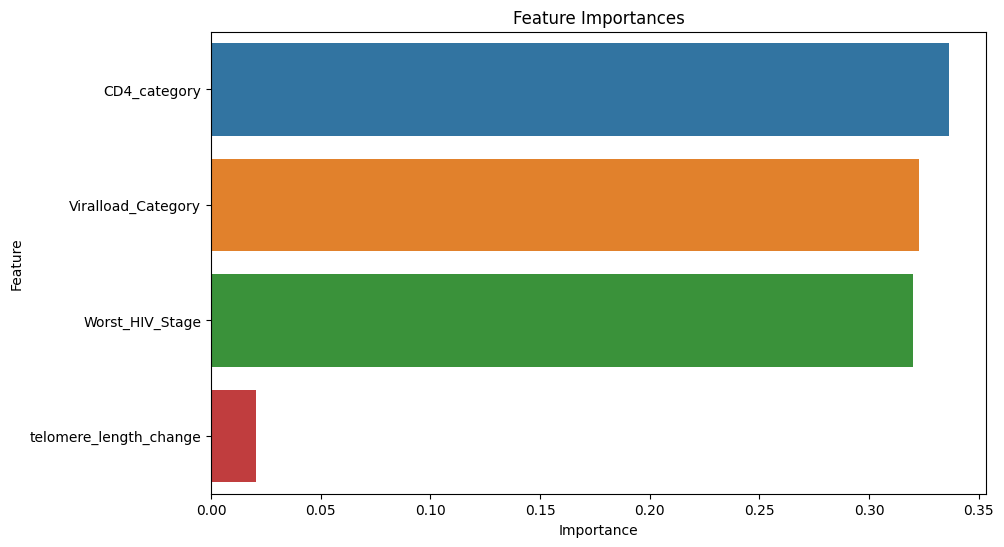 Feature Importances
Feature
CD4_category
Viralload_Category
Worst_HIV_Stage
telomere_length_change
0.00 0.05 0.10 0.15 0.20 0.25 0.30 0.35
Importance